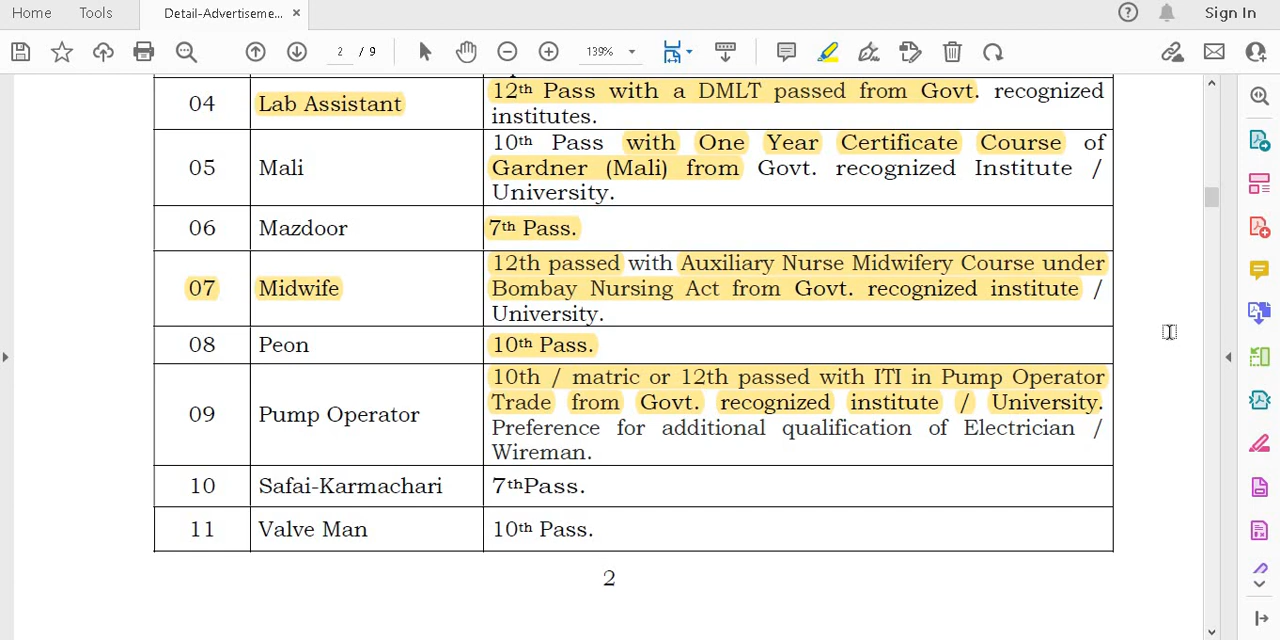 Home Tools Detail-Advertiseme... × Sign In
2 / 9 139%
04 Lab Assistant 12th Pass with a DMLT passed from Govt. recognized
institutes.
05 Mali 10th Pass with One Year Certificate Course of
Gardner (Mali) from Govt. recognized Institute /
University.
06 Mazdoor 7th Pass.
07 Midwife 12th passed with Auxiliary Nurse Midwifery Course under
Bombay Nursing Act from Govt. recognized institute /
University.
08 Peon 10th Pass.
09 Pump Operator 10th / matric or 12th passed with ITI in Pump Operator
Trade from Govt. recognized institute / University.
Preference for additional qualification of Electrician /
Wireman.
10 Safai-Karmachari 7thPass.
11 Valve Man 10th Pass.
2